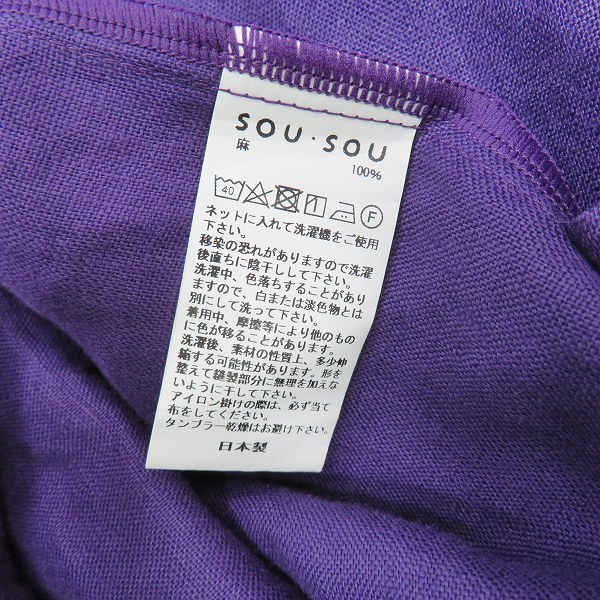 SOU・SOU
麻
100%
40 F
ネットに入れて洗濯機をご使用
下さい。
移染の恐れがありますので洗濯
後直ちに陰干しして下さい。
洗濯中、色落ちすることがあり
ますので、白または淡色物とは
別にして洗って下さい。
着用中、摩擦等により他のもの
に色が移ることがあります。
洗濯後、素材の性質上、多少伸
縮する可能性があります。形を
整えて縫製部分に無理を加えな
いように干して下さい。
アイロン掛けの際は、必ず当て
布をしてください。
タンブラー乾燥はお避け下さい。
日本製